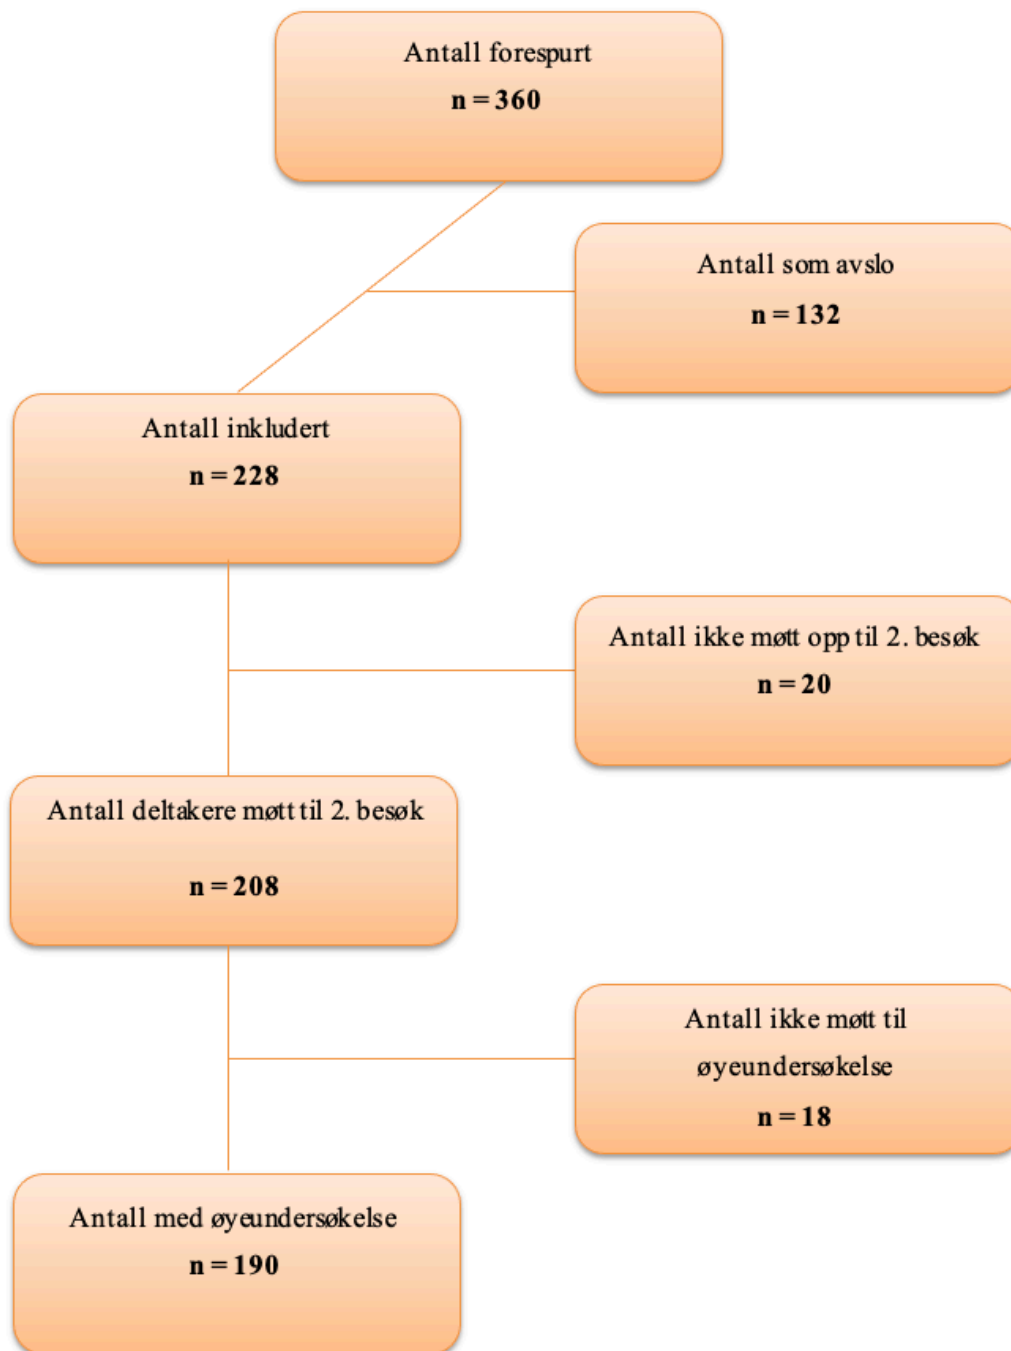 Antall forespurt
n = 360
Antall som avslo
n = 132
Antall inkludert
n = 228
Antall ikke møtt opp til 2. besøk
n = 20
Antall deltakere møtt til 2. besøk
n = 208
Antall ikke møtt til
øyeundersøkelse
n = 18
Antall med øyeundersøkelse
n = 190